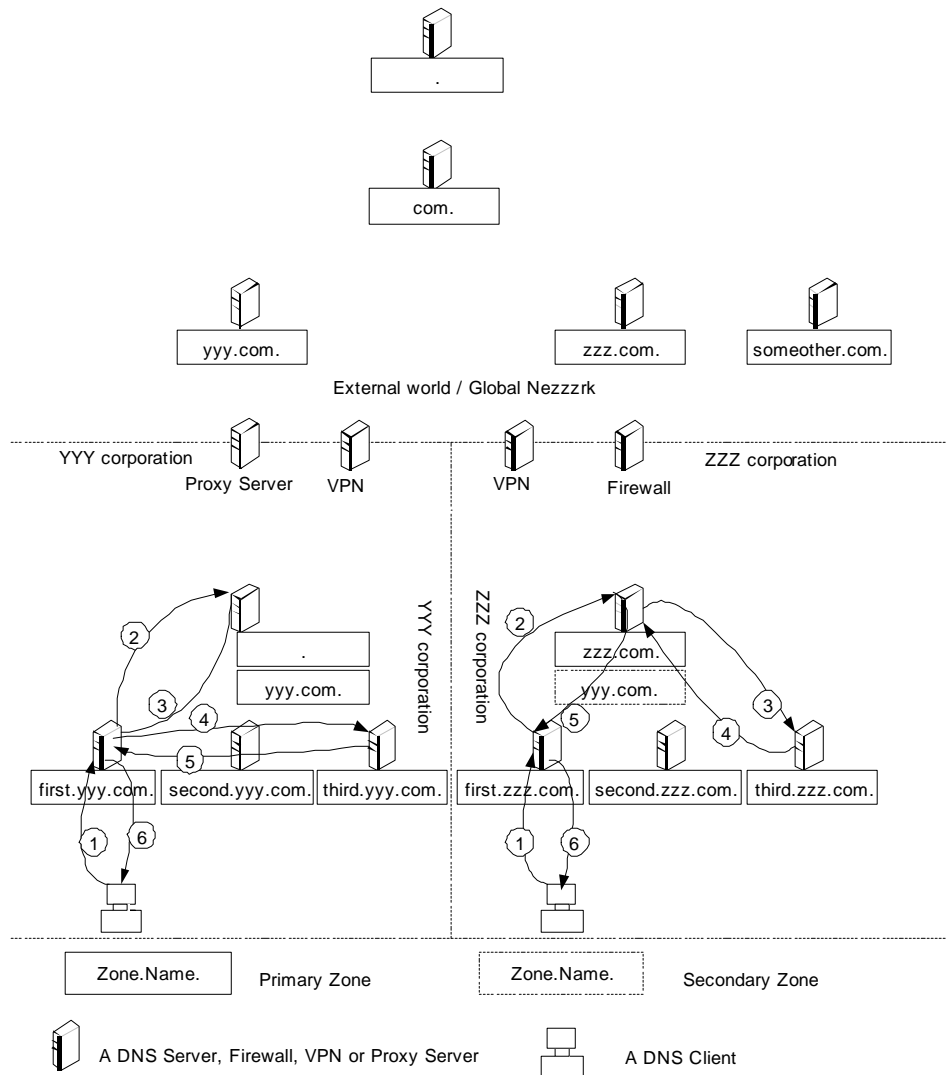 .
com.
yyy.com.
zzz.com.
someother.com.
External world / Global Nezzzrk
YYY corporation
Proxy Server
VPN
VPN
Firewall
ZZZ corporation
2
.
yyy.com.
3
4
5
first.yyy.com.
second.yyy.com.
third.yyy.com.
1
6
YYY corporation
ZZZ corporation
2
zzz.com.
yyy.com.
3
4
5
first.zzz.com.
second.zzz.com.
third.zzz.com.
1
6
Zone.Name.
Primary Zone
Zone.Name.
Secondary Zone
A DNS Server, Firewall, VPN or Proxy Server
A DNS Client